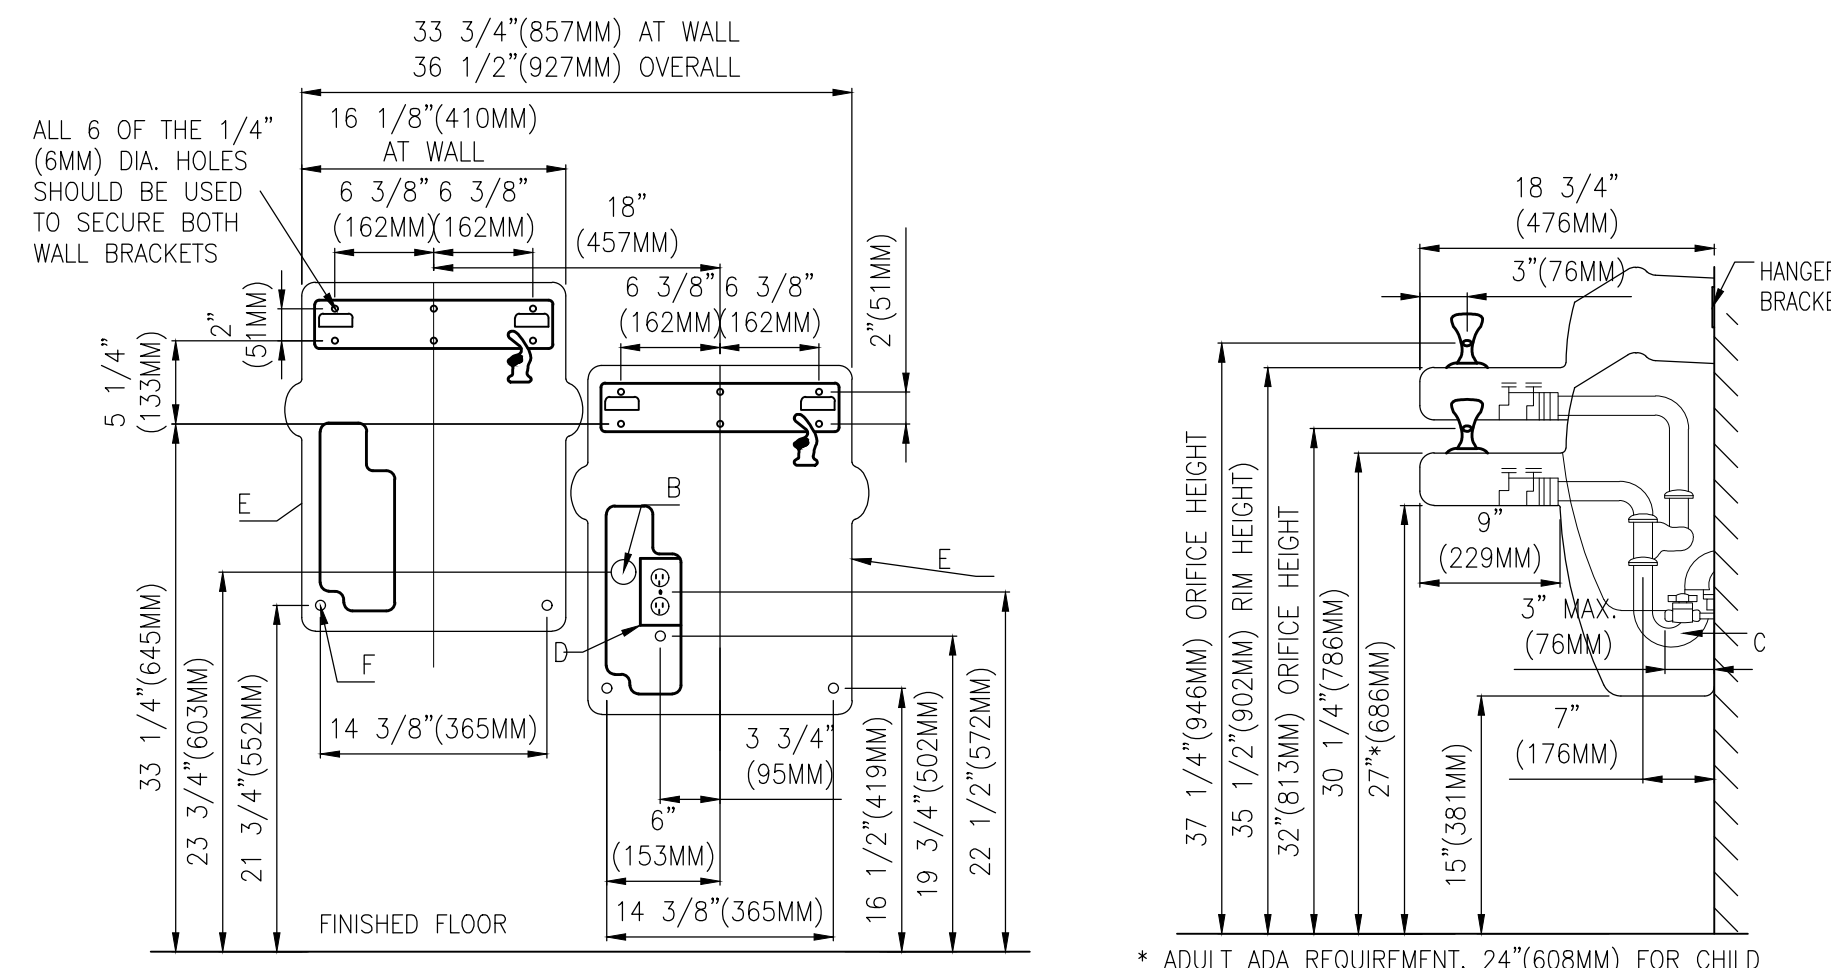 33 3/4"(857MM) AT WALL
36 1/2"(927MM) OVERALL
16 1/8"(410MM)
AT WALL
ALL 6 OF THE 1/4"
(6MM) DIA. HOLES
SHOULD BE USED
TO SECURE BOTH
WALL BRACKETS
6 3/8"
(162MM)
6 3/8"
(162MM)
18"
(457MM)
6 3/8"
(162MM)
6 3/8"
(162MM)
2"(51MM)
2"
(51MM)
5 1/4"
(133MM)
E
B
E
D
F
33 1/4"(645MM)
23 3/4"(603MM)
21 3/4"(552MM)
14 3/8"(365MM)
3 3/4"
(95MM)
6"
(153MM)
14 3/8"(365MM)
16 1/2"(419MM)
19 3/4"(502MM)
22 1/2"(572MM)
FINISHED FLOOR
18 3/4"
(476MM)
3"(76MM)
HANGER
BRACKE
37 1/4"(946MM) ORIFICE HEIGHT
35 1/2"(902MM) RIM HEIGHT)
32"(813MM) ORIFICE HEIGHT
30 1/4"(786MM)
27"*(686MM)
9"
(229MM)
3" MAX.
(76MM)
C
7"
(176MM)
15"(381MM)
* ADULT ADA REQUIREMENT. 24"(608MM) FOR CHILD